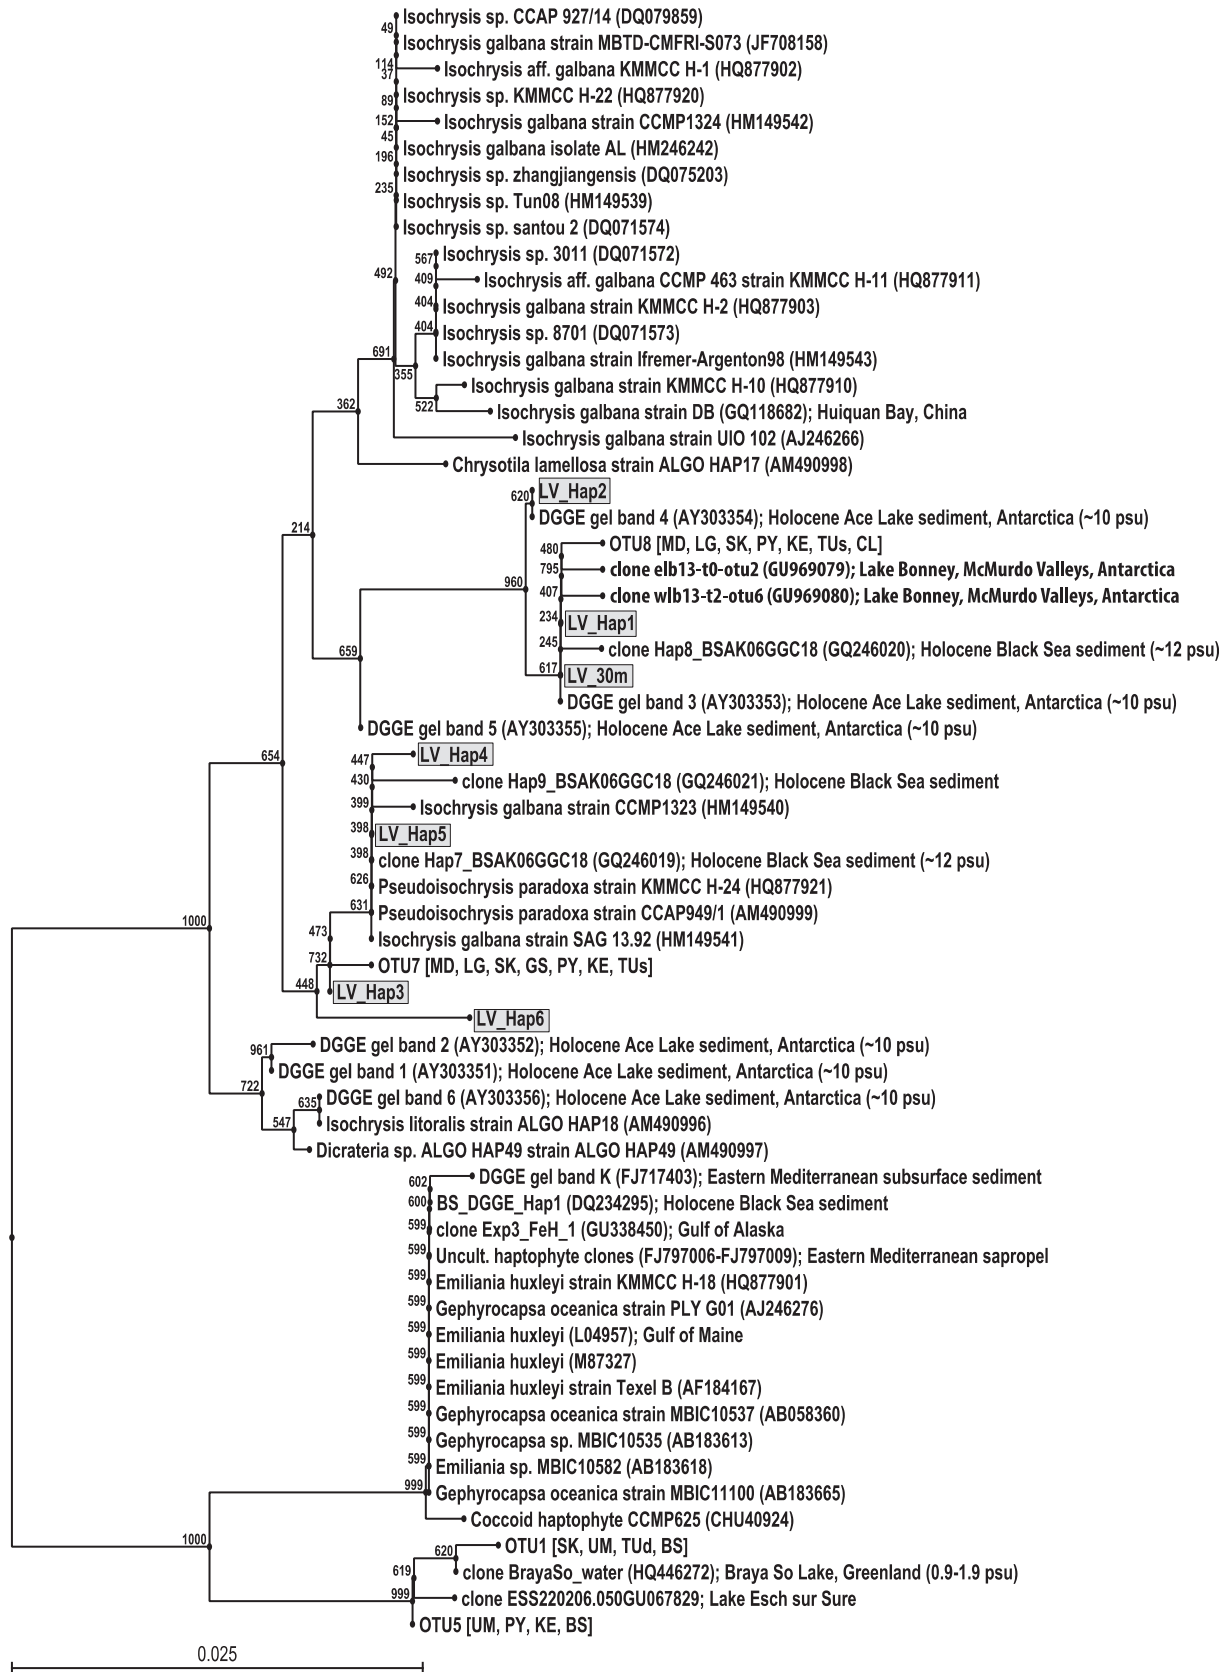 Isochrysis sp. CCAP 927/14 (DQ079859)
49
Isochrysis galbana strain MBTD-CMFRI-S073 (JF708158)
114
Isochrysis aff. galbana KMMCC H-1 (HQ877902)
37
Isochrysis sp. KMMCC H-22 (HQ877920)
89
152
Isochrysis galbana strain CCMP1324 (HM149542)
45
Isochrysis galbana isolate AL (HM246242)
196
Isochrysis sp. zhangjiangensis (DQ075203)
235
Isochrysis sp. Tun08 (HM149539)
Isochrysis sp. santou 2 (DQ071574)
Isochrysis sp. 3011 (DQ071572)
567
492
409
Isochrysis aff. galbana CCMP 463 strain KMMCC H-11 (HQ877911)
404
Isochrysis galbana strain KMMCC H-2 (HQ877903)
404
Isochrysis sp. 8701 (DQ071573)
691
Isochrysis galbana strain Ifremer-Argenton98 (HM149543)
355
Isochrysis galbana strain KMMCC H-10 (HQ877910)
362
522
Isochrysis galbana strain DB (GQ118682); Huiquan Bay, China
Isochrysis galbana strain UIO 102 (AJ246266)
Chrysotila lamellosa strain ALGO HAP17 (AM490998)
620
LV_Hap2
DGGE gel band 4 (AY303354); Holocene Ace Lake sediment, Antarctica (~10 psu)
214
OTU8 [MD, LG, SK, PY, KE, TUs, CL]
480
795
clone elb13-t0-otu2 (GU969079); Lake Bonney, McMurdo Valleys, Antarctica
960
407
clone wlb13-t2-otu6 (GU969080); Lake Bonney, McMurdo Valleys, Antarctica
234
LV_Hap1
245
clone Hap8_BSAK06GGC18 (GQ246020); Holocene Black Sea sediment (~12 psu)
659
617
LV_30m
DGGE gel band 3 (AY303353); Holocene Ace Lake sediment, Antarctica (~10 psu)
DGGE gel band 5 (AY303355); Holocene Ace Lake sediment, Antarctica (~10 psu)
654
447
LV_Hap4
430
clone Hap9_BSAK06GGC18 (GQ246021); Holocene Black Sea sediment
399
Isochrysis galbana strain CCMP1323 (HM149540)
398
LV_Hap5
398
clone Hap7_BSAK06GGC18 (GQ246019); Holocene Black Sea sediment (~12 psu)
626
Pseudoisochrysis paradoxa strain KMMCC H-24 (HQ877921)
1000
631
Pseudoisochrysis paradoxa strain CCAP949/1 (AM490999)
473
Isochrysis galbana strain SAG 13.92 (HM149541)
732
OTU7 [MD, LG, SK, GS, PY, KE, TUs]
448
LV_Hap3
LV_Hap6
961
DGGE gel band 2 (AY303352); Holocene Ace Lake sediment, Antarctica (~10 psu)
DGGE gel band 1 (AY303351); Holocene Ace Lake sediment, Antarctica (~10 psu)
722
DGGE gel band 6 (AY303356); Holocene Ace Lake sediment, Antarctica (~10 psu)
635
547
Isochrysis litoralis strain ALGO HAP18 (AM490996)
Dicrateria sp. ALGO HAP49 strain ALGO HAP49 (AM490997)
602
DGGE gel band K (FJ717403); Eastern Mediterranean subsurface sediment
600
BS_DGGE_Hap1 (DQ234295); Holocene Black Sea sediment
599
clone Exp3_FeH_1 (GU338450); Gulf of Alaska
599
Uncult. haptophyte clones (FJ797006-FJ797009); Eastern Mediterranean sapropel
599
Emiliania huxleyi strain KMMCC H-18 (HQ877901)
599
Gephyrocapsa oceanica strain PLY G01 (AJ246276)
599
Emiliania huxleyi (L04957); Gulf of Maine
599
Emiliania huxleyi (M87327)
599
Emiliania huxleyi strain Texel B (AF184167)
599
Gephyrocapsa oceanica strain MBIC10537 (AB058360)
599
Gephyrocapsa sp. MBIC10535 (AB183613)
599
Emiliania sp. MBIC10582 (AB183618)
999
Gephyrocapsa oceanica strain MBIC11100 (AB183665)
Coccoid haptophyte CCMP625 (CHU40924)
1000
OTU1 [SK, UM, TUd, BS]
620
619
clone BrayaSo_water (HQ446272); Braya So Lake, Greenland (0.9-1.9 psu)
999
clone ESS220206.050GU067829; Lake Esch sur Sure
OTU5 [UM, PY, KE, BS]
0.025